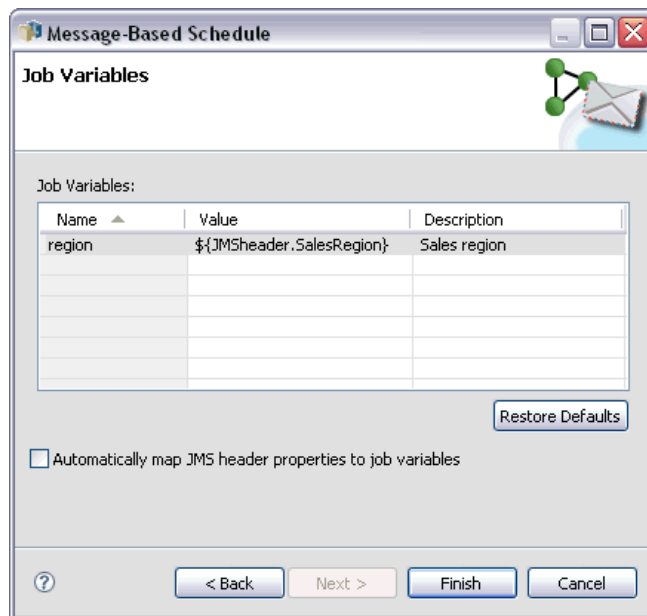 Message-Based Schedule
Job Variables
Job Variables:
Name Value Description
region ${JMSheader.SalesRegion} Sales region
Restore Defaults
Automatically map JMS header properties to job variables
? < Back Next > Finish Cancel